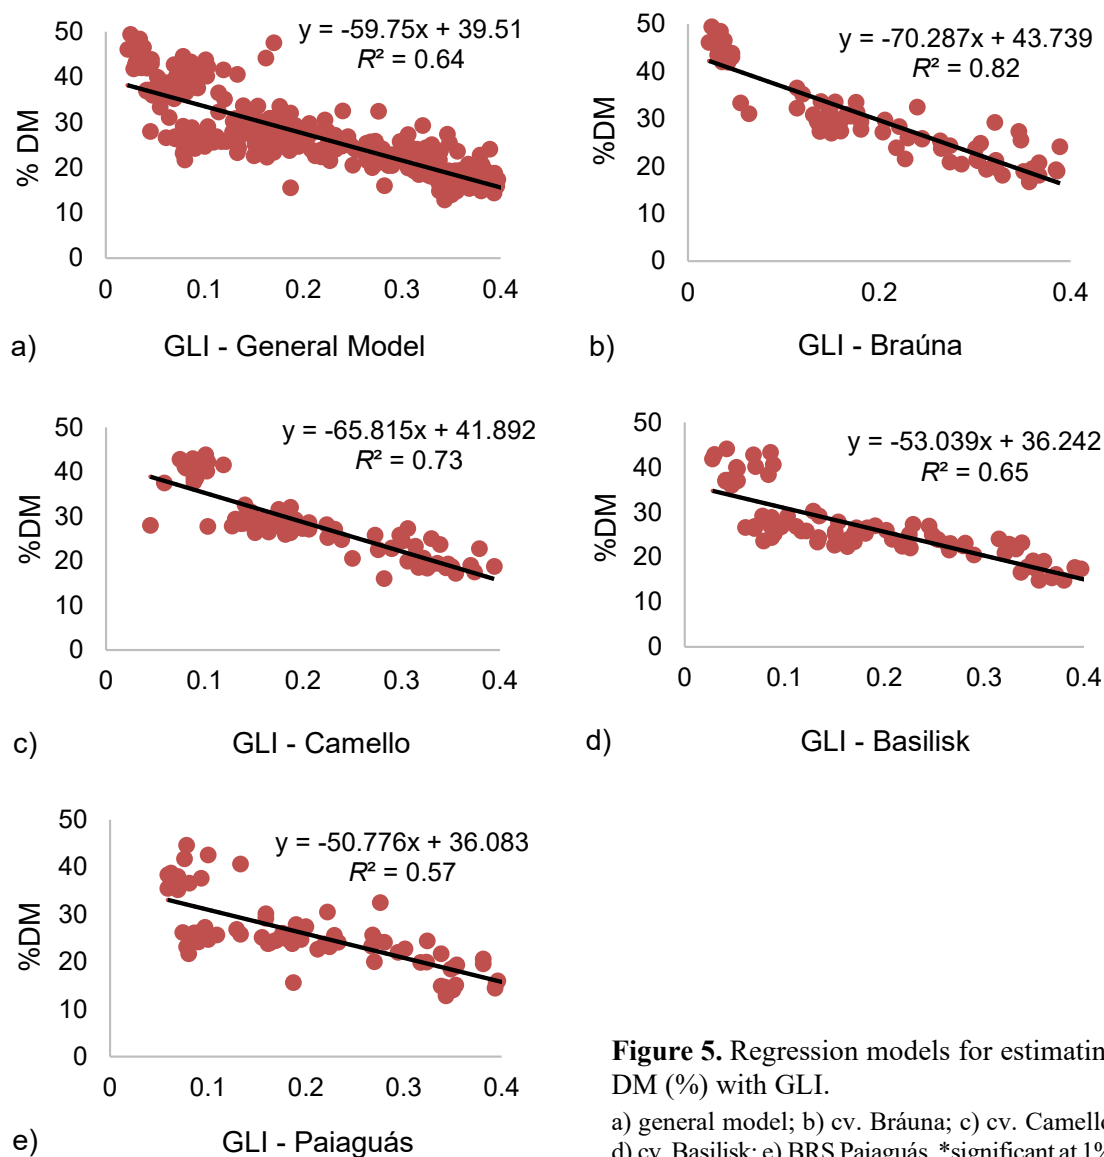 y = -59.75x + 39.51
R² = 0.64
% DM
50
40
30
20
10
0
0 0.1 0.2 0.3 0.4
a) GLI - General Model
y = -70.287x + 43.739
R² = 0.82
%DM
50
40
30
20
10
0
0 0.2 0.4
b) GLI - Braúna
y = -65.815x + 41.892
R² = 0.73
%DM
50
40
30
20
10
0
0 0.1 0.2 0.3 0.4
c) GLI - Camello
y = -53.039x + 36.242
R² = 0.65
%DM
50
40
30
20
10
0
0 0.1 0.2 0.3 0.4
d) GLI - Basilisk
y = -50.776x + 36.083
R² = 0.57
%DM
50
40
30
20
10
0
0 0.1 0.2 0.3 0.4
e) GLI - Paiaguás
Figure 5. Regression models for estimatin
DM (%) with GLI.
a) general model; b) cv. Bráuna; c) cv. Camello
d) cv. Basilisk; e) BRS Paiaguás. *significant at 1%